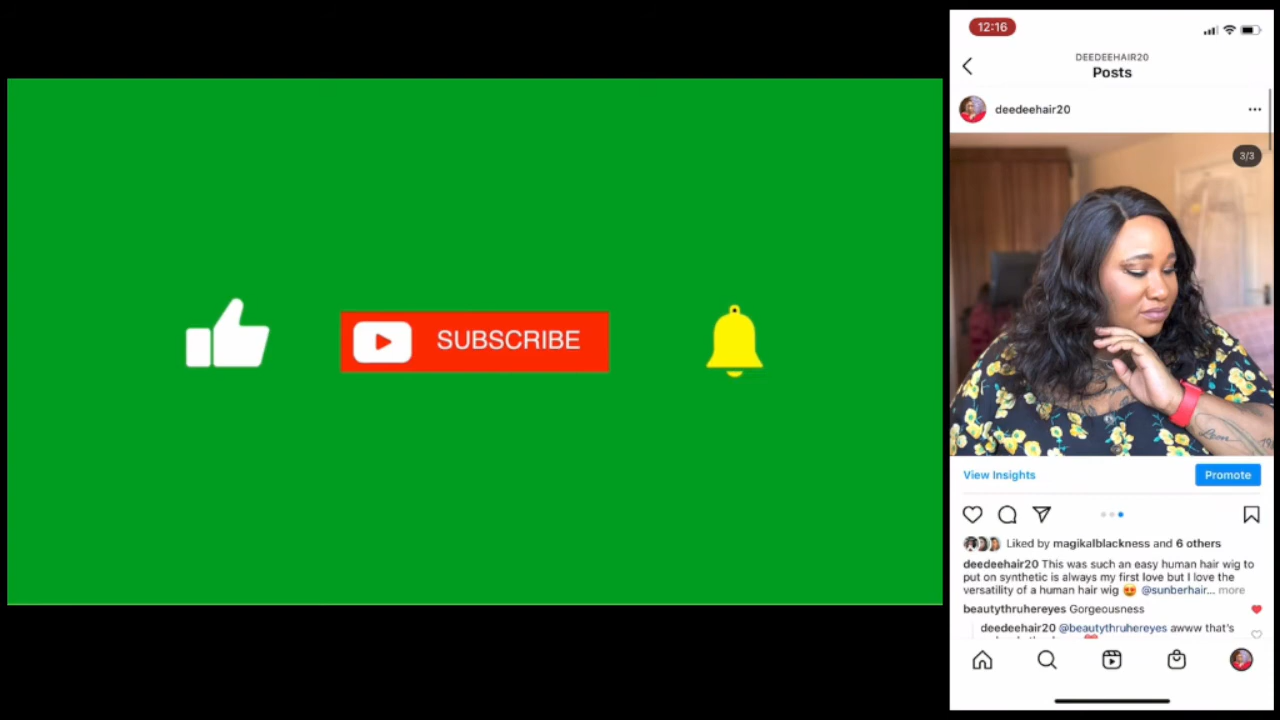 SUBSCRIBE
12:16
DEEDEEHAIR20
Posts
deedeehair20
3/3
View Insights
Promote
Liked by magikalblackness and 6 others
deedeehair20 This was such an easy human hair wig to
put on synthetic is always my first love but I love the
versatility of a human hair wig 😍 @sunberhair... more
beautythruhereyes Gorgeousness
deedeehair20 @beautythruhereyes awww that's